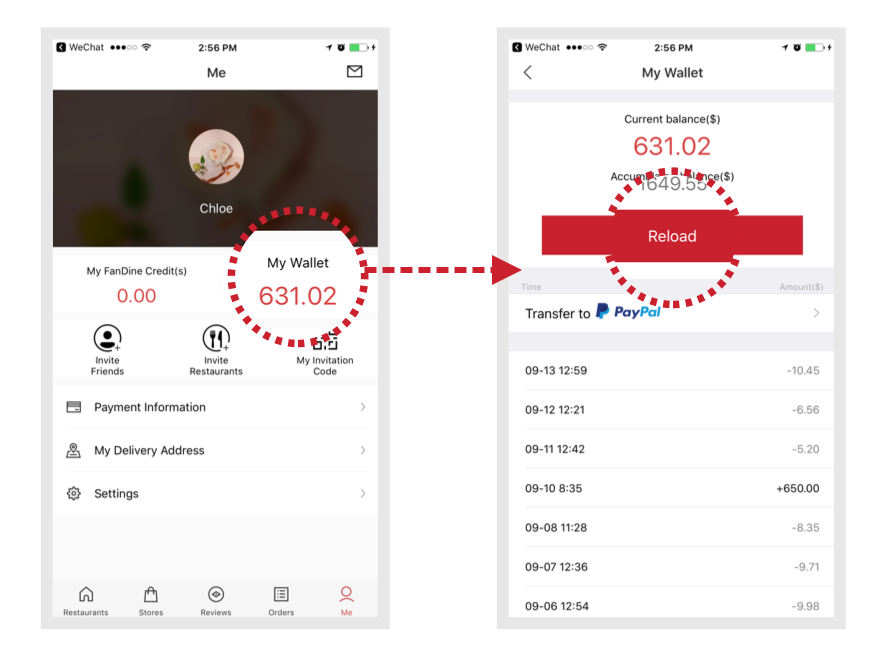 WeChat
2:56 PM
Me
Chloe
My FanDine Credit(s)
0.00
My Wallet
631.02
Invite
Friends
Invite
Restaurants
My Invitation
Code
Payment Information
My Delivery Address
Settings
Restaurants
Stores
Reviews
Orders
Me
WeChat
2:56 PM
My Wallet
Current balance($)
631.02
1649.55
Reload
Time
Amount($)
Transfer to PayPal
09-13 12:59
-10.45
09-12 12:21
-6.56
09-11 12:42
-5.20
09-10 8:35
+650.00
09-08 11:28
-8.35
09-07 12:36
-9.71
09-06 12:54
-9.98